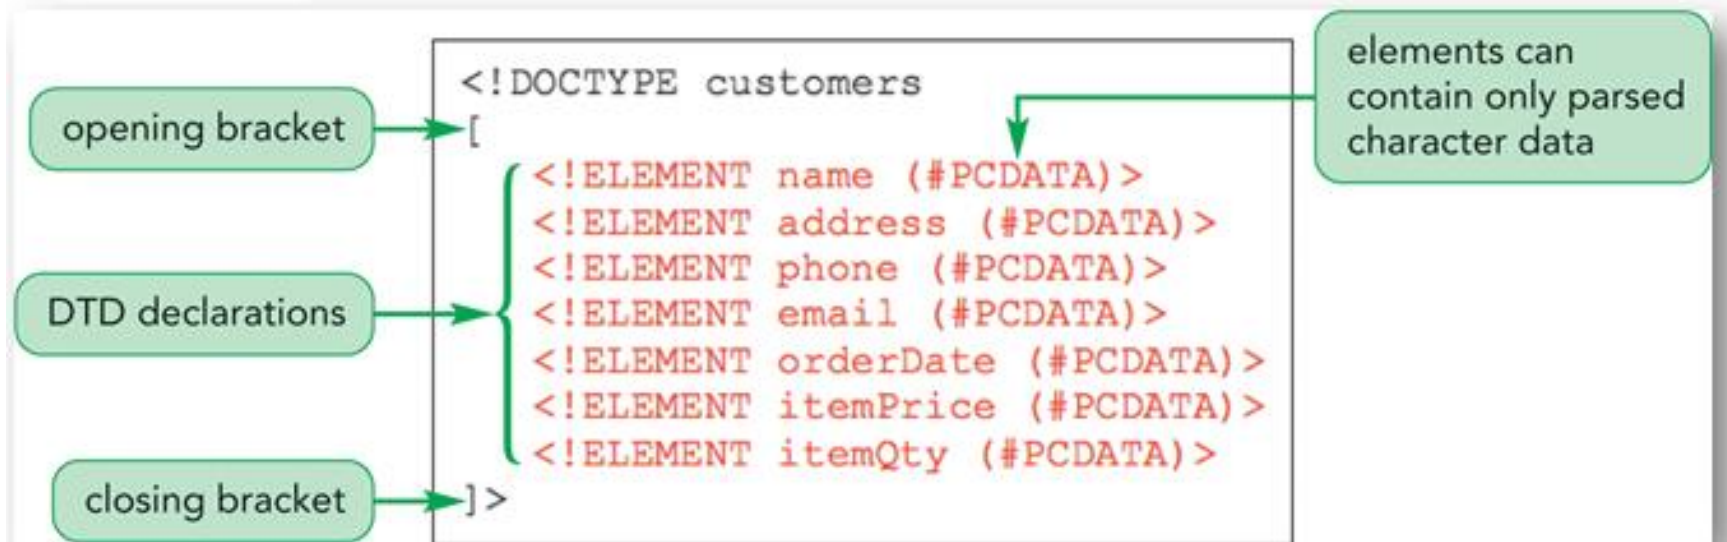 <!DOCTYPE customers
opening bracket
[
elements can
contain only parsed
character data
<!ELEMENT name (#PCDATA)>
<!ELEMENT address (#PCDATA)>
<!ELEMENT phone (#PCDATA)>
DTD declarations
<!ELEMENT email (#PCDATA)>
<!ELEMENT orderDate (#PCDATA)>
<!ELEMENT itemPrice (#PCDATA)>
<!ELEMENT itemQty (#PCDATA)>
closing bracket
]>